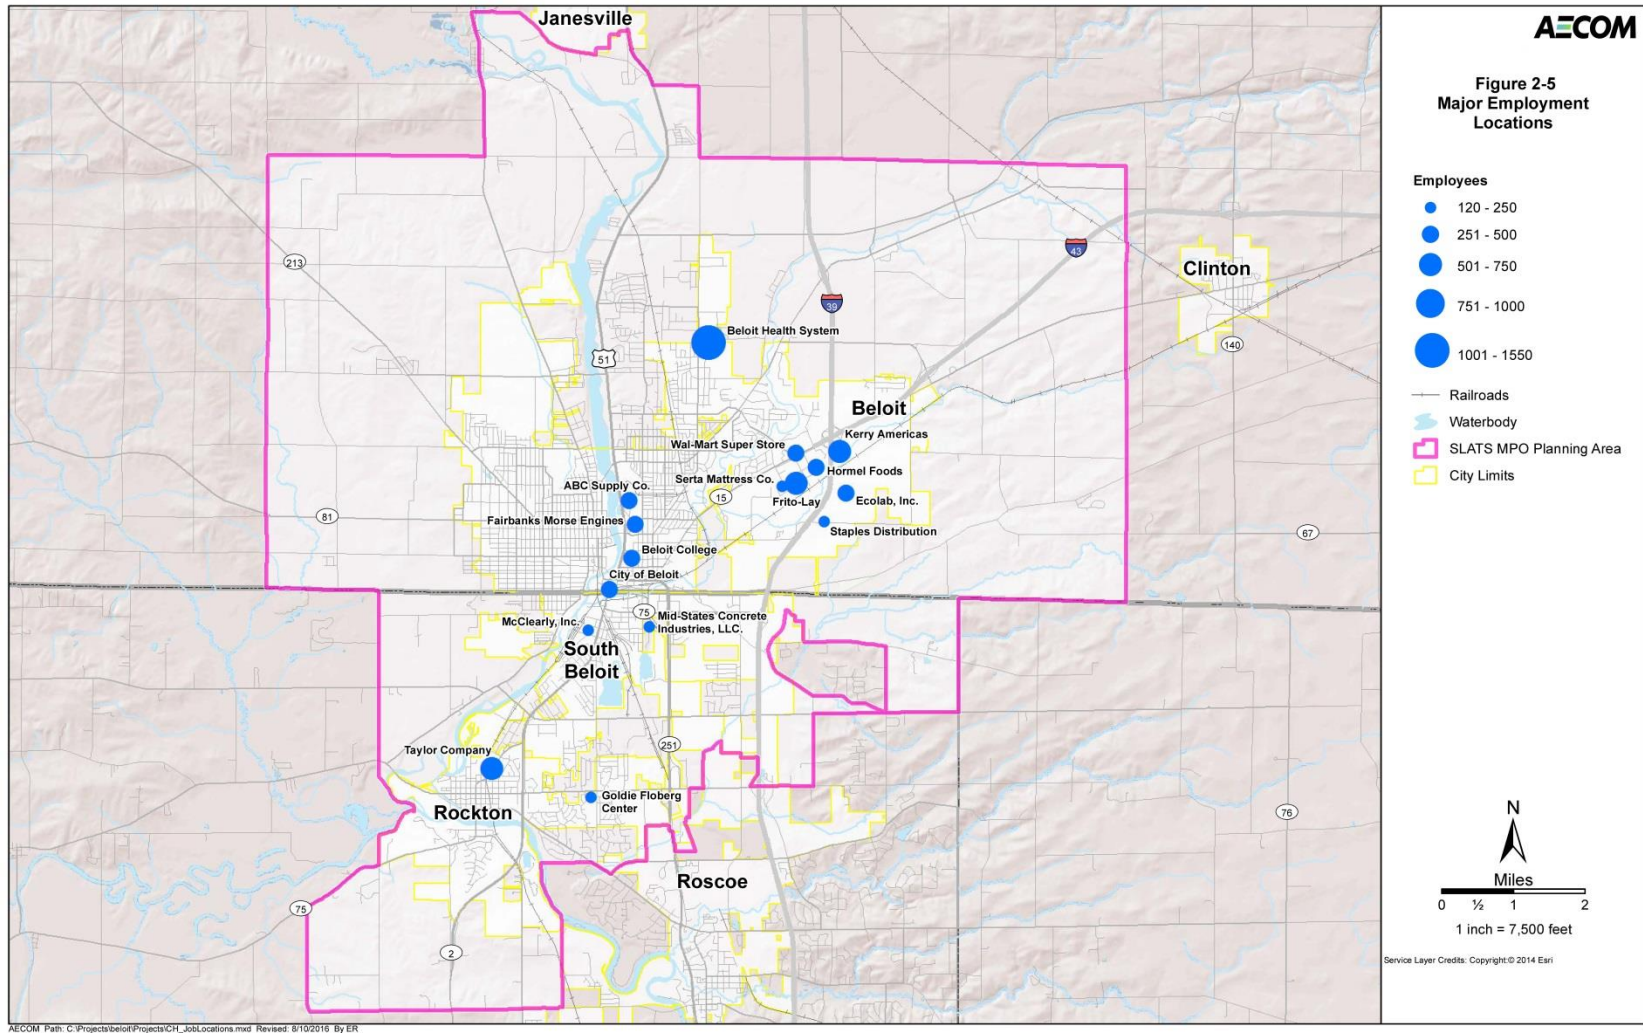 Janesville
AECOM
Figure 2-5
Major Employment
Locations
Employees
120 - 250
251 - 500
501 - 750
751 - 1000
1001 - 1550
Railroads
Waterbody
SLATS MPO Planning Area
City Limits
213
43
Clinton
39
Beloit Health System
140
51
Beloit
Kerry Americas
Wal-Mart Super Store
Hormel Foods
Serta Mattress Co.
ABC Supply Co.
15
Frito-Lay
Ecolab, Inc.
81
Fairbanks Morse Engines
Staples Distribution
67
Beloit College
City of Beloit
75
Mid-States Concrete
Industries, LLC.
McClearly, Inc.
South
Beloit
251
Taylor Company
Goldie Floberg
Center
Rockton
76
Roscoe
75
2
N
Miles
0 ½ 1 2
1 inch = 7,500 feet
Service Layer Credits: Copyright:© 2014 Esri
AECOM Path: C:\Projects\beloit\Projects\CH_JobLocations.mxd Revised: 8/10/2016 By ER